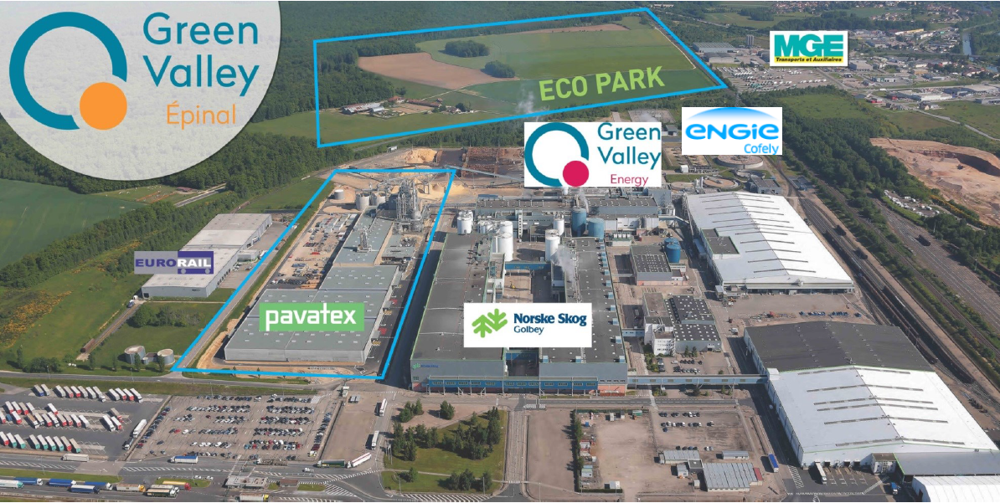 Green
Valley
Épinal
MGE
Transports et Auxiliaires
ECO PARK
ENGIE
Cofely
Green
Valley
Energy
EURORAIL
pavatex
Norske Skog
Golbey